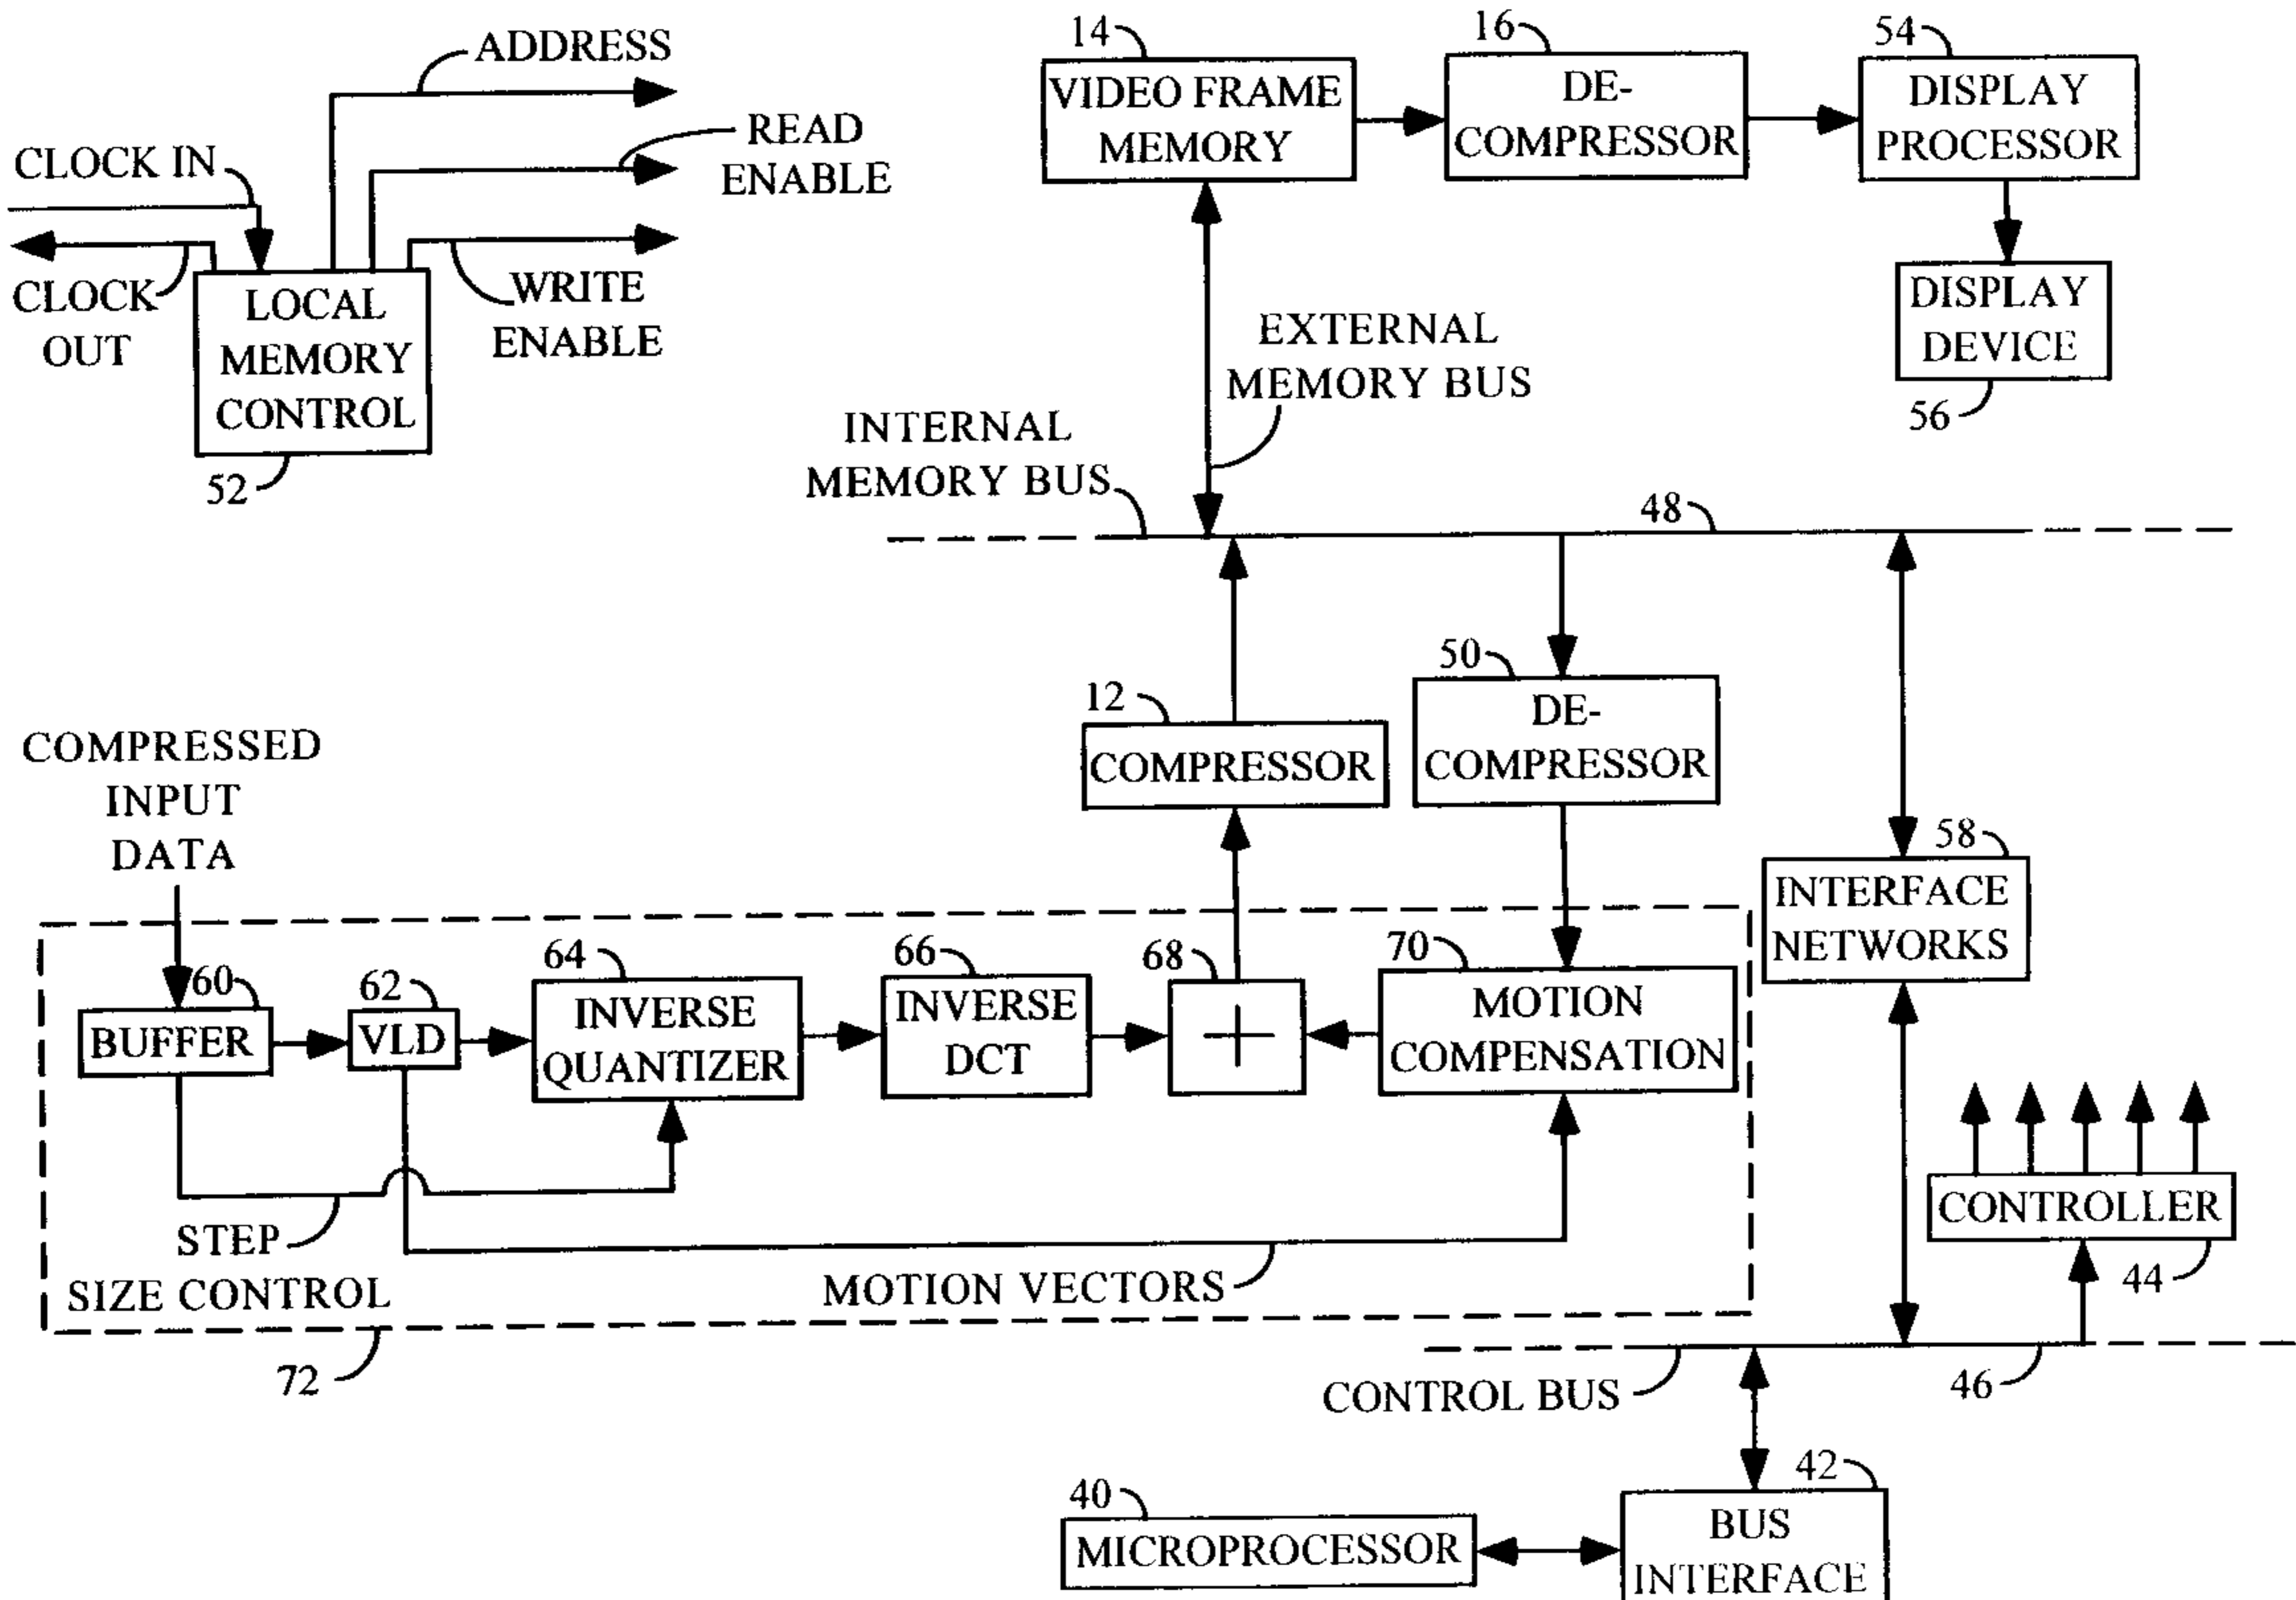 ADDRESS
READ
ENABLE
CLOCK IN
CLOCK
OUT
WRITE
ENABLE
LOCAL
MEMORY
CONTROL
52
14
VIDEO FRAME
MEMORY
16
DE-
COMPRESSOR
54
DISPLAY
PROCESSOR
DISPLAY
DEVICE
56
EXTERNAL
MEMORY BUS
INTERNAL
MEMORY BUS
48
50
DE-
COMPRESSOR
12
COMPRESSOR
COMPRESSED
INPUT
DATA
58
INTERFACE
NETWORKS
60
BUFFER
62
VLD
64
INVERSE
QUANTIZER
66
INVERSE
DCT
68
+
70
MOTION
COMPENSATION
STEP
SIZE CONTROL
MOTION VECTORS
72
CONTROLLER
44
CONTROL BUS
46
40
MICROPROCESSOR
42
BUS
INTERFACE